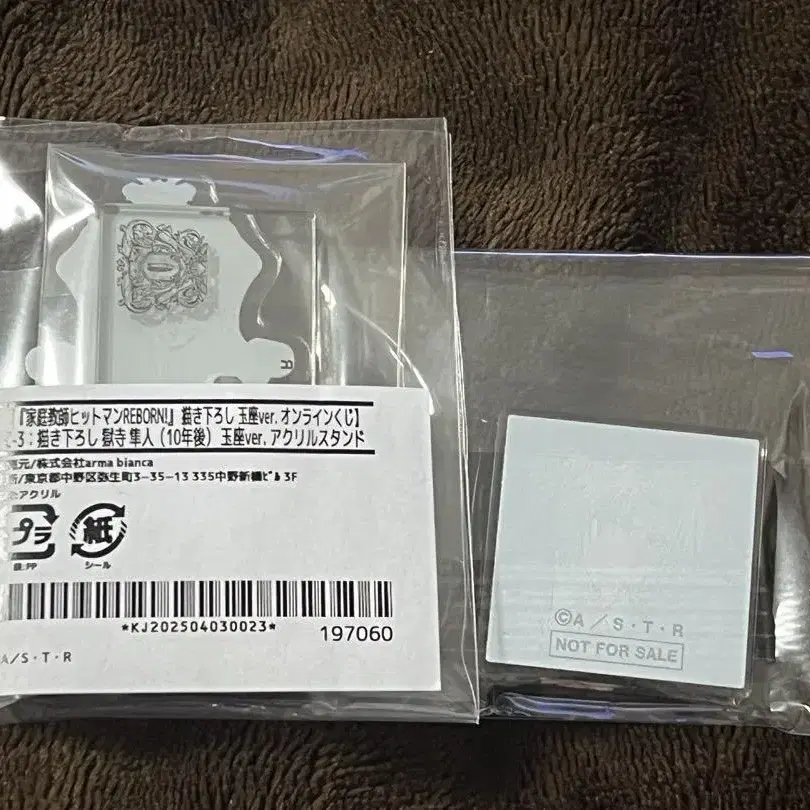 『家庭教師ヒットマンREBORN!』 描き下ろし 玉座ver. オンラインくじ】
-3：描き下ろし 獄寺 隼人（10年後） 玉座ver. アクリルスタンド
元/株式会社arma bianca
所/東京都中野区弥生町3-35-13 335中野新橋ビル 3F
アクリル
プラ
紙
:PP
シール
*KJ202504030023*
197060
A/S・T・R
R
©A/S・T・R
NOT FOR SALE